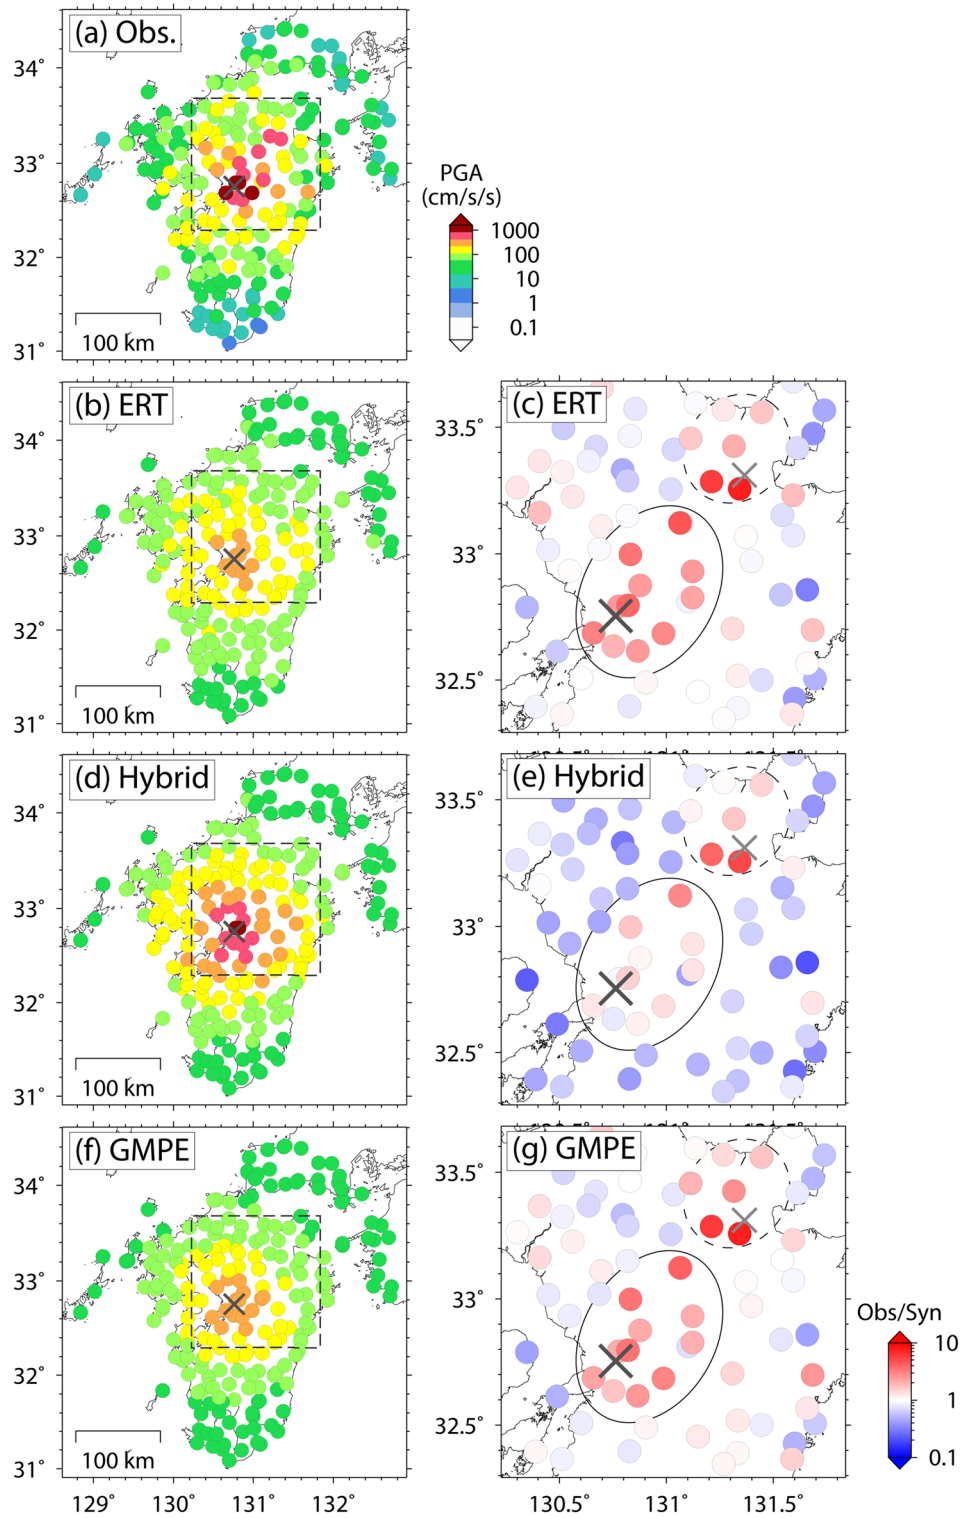 (a) Obs.
34°
33°
32°
31°
100 km
PGA
(cm/s/s)
1000
100
10
1
0.1
(b) ERT
34°
33°
32°
31°
100 km
(c) ERT
33.5°
33°
32.5°
(d) Hybrid
34°
33°
32°
31°
100 km
(e) Hybrid
33.5°
33°
32.5°
(f) GMPE
34°
33°
32°
31°
100 km
129° 130° 131° 132°
(g) GMPE
33.5°
33°
32.5°
130.5° 131° 131.5°
Obs/Syn
10
1
0.1